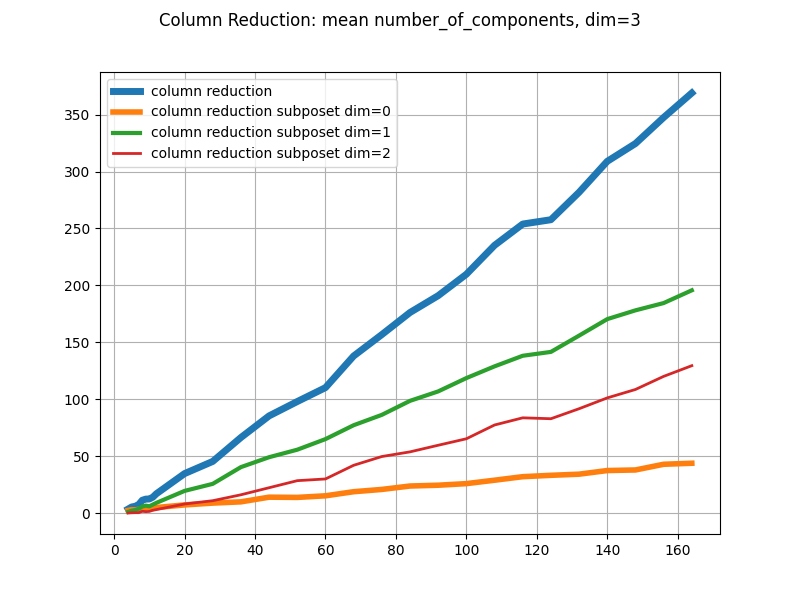 Column Reduction: mean number_of_components, dim=3
column reduction
column reduction subposet dim=0
column reduction subposet dim=1
column reduction subposet dim=2
350
300
250
200
150
100
50
0
0 20 40 60 80 100 120 140 160